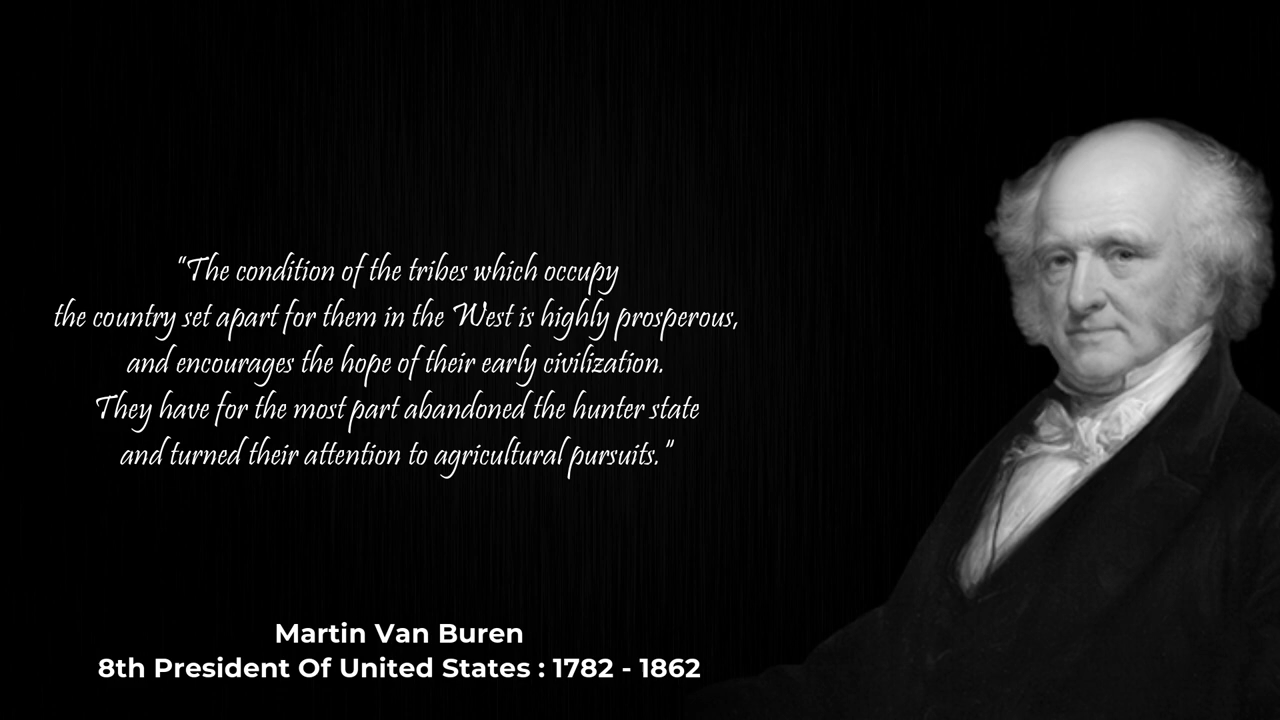 "The condition of the tribes which occupy
the country set apart for them in the West is highly prosperous,
and encourages the hope of their early civilization.
They have for the most part abandoned the hunter state
and turned their attention to agricultural pursuits."
Martin Van Buren
8th President Of United States : 1782 - 1862